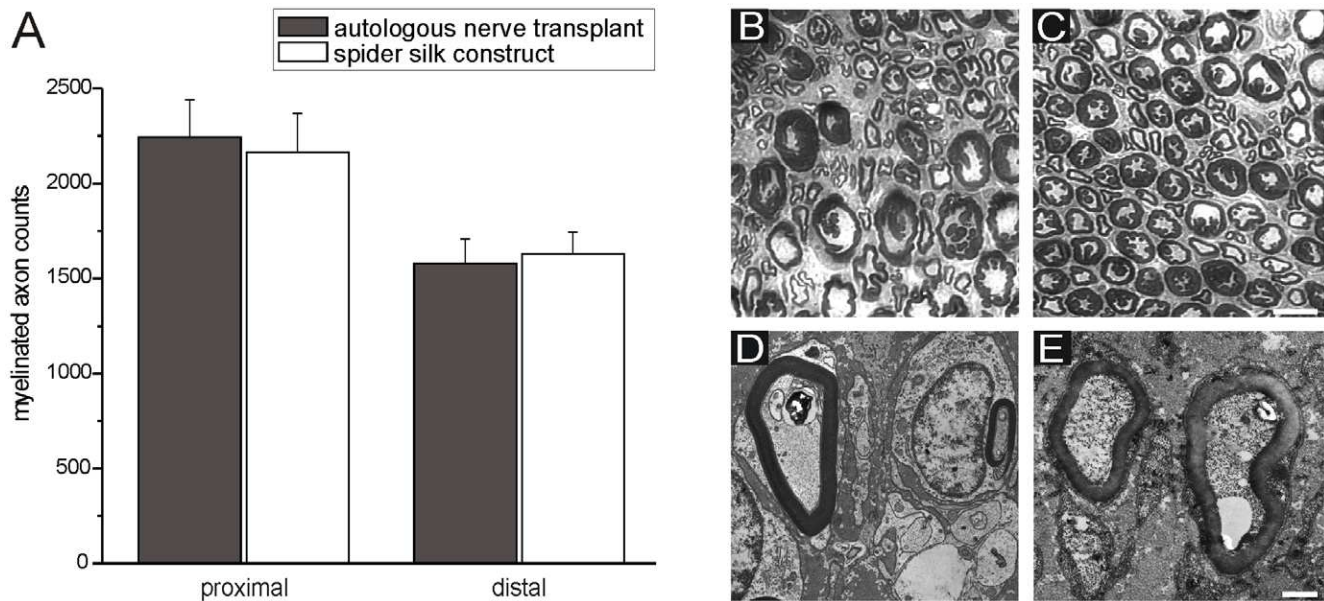 A
autologous nerve transplant
spider silk construct
2500
2000
1500
1000
500
0
myelinated axon counts
proximal
distal
B
C
D
E